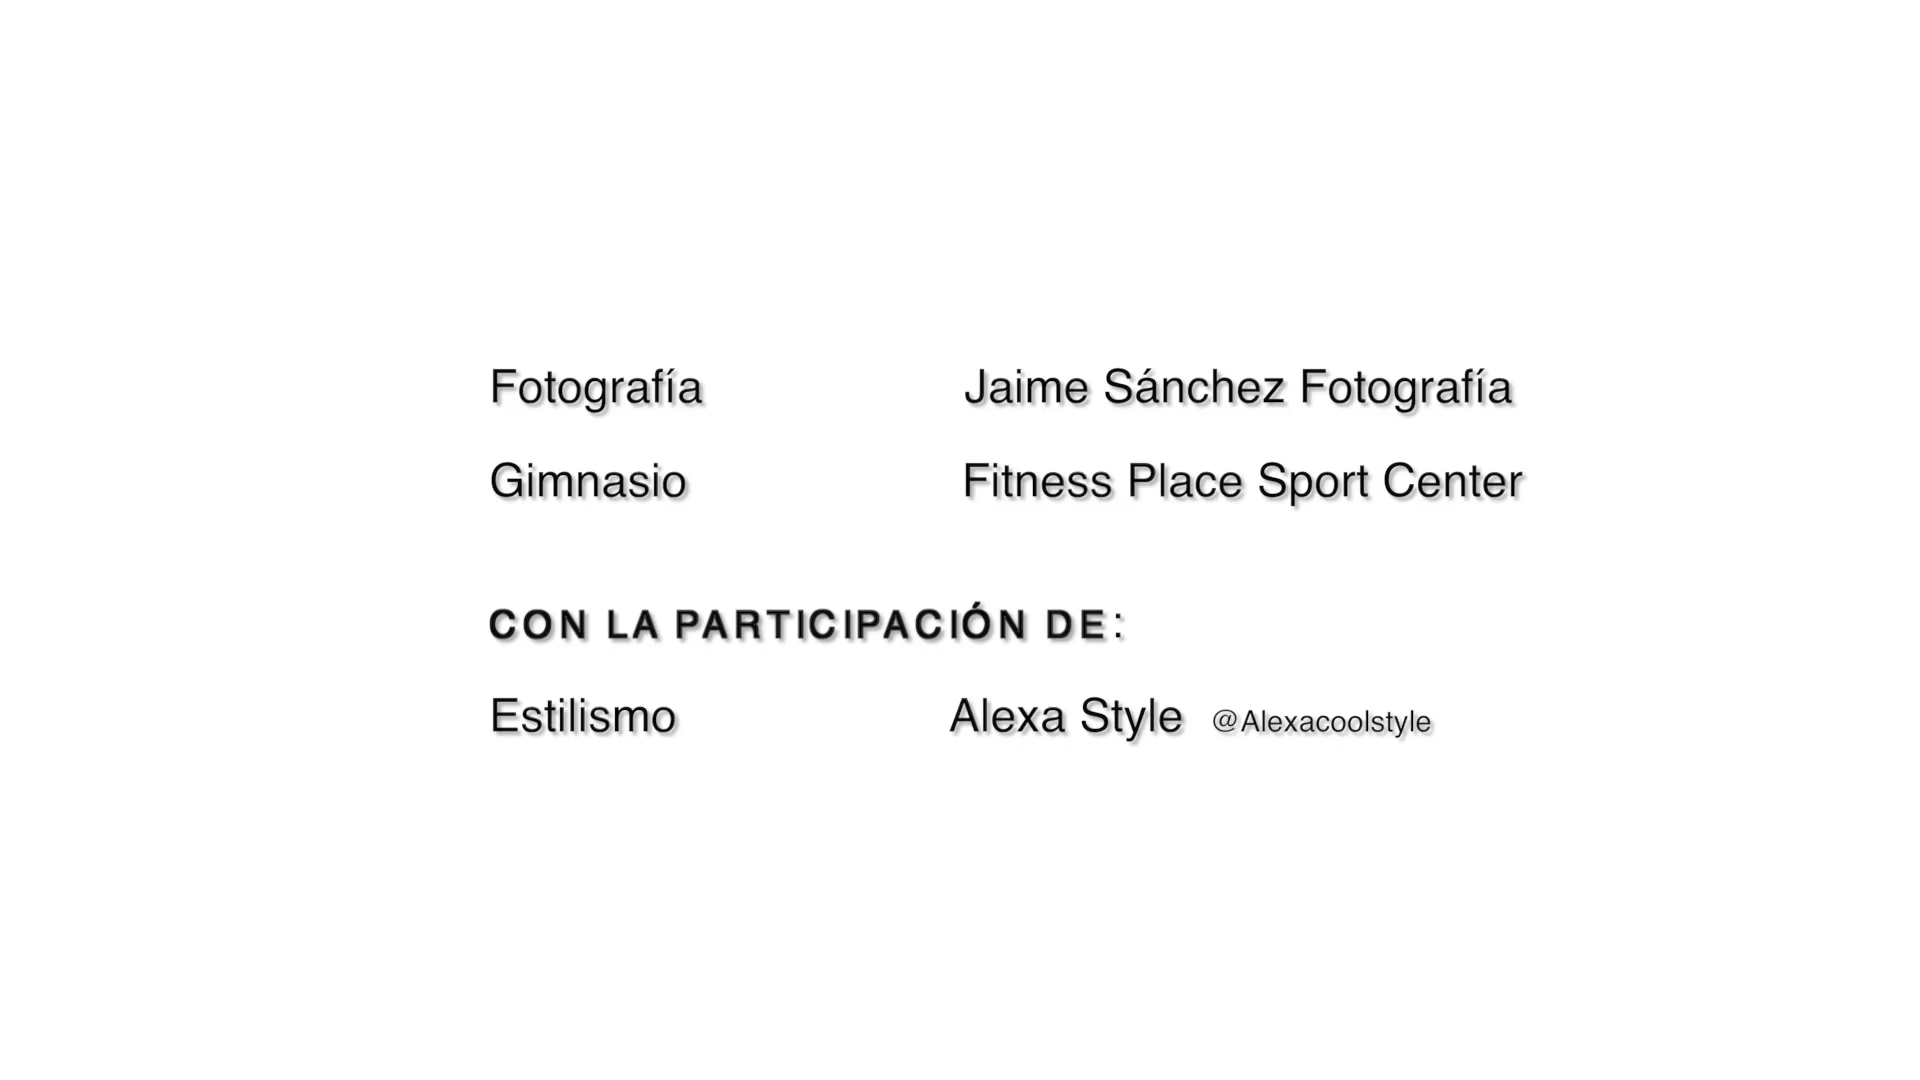 Fotografía Jaime Sánchez Fotografía
Gimnasio Fitness Place Sport Center
CON LA PARTICIPACIÓN DE:
Estilismo Alexa Style @Alexacoolstyle